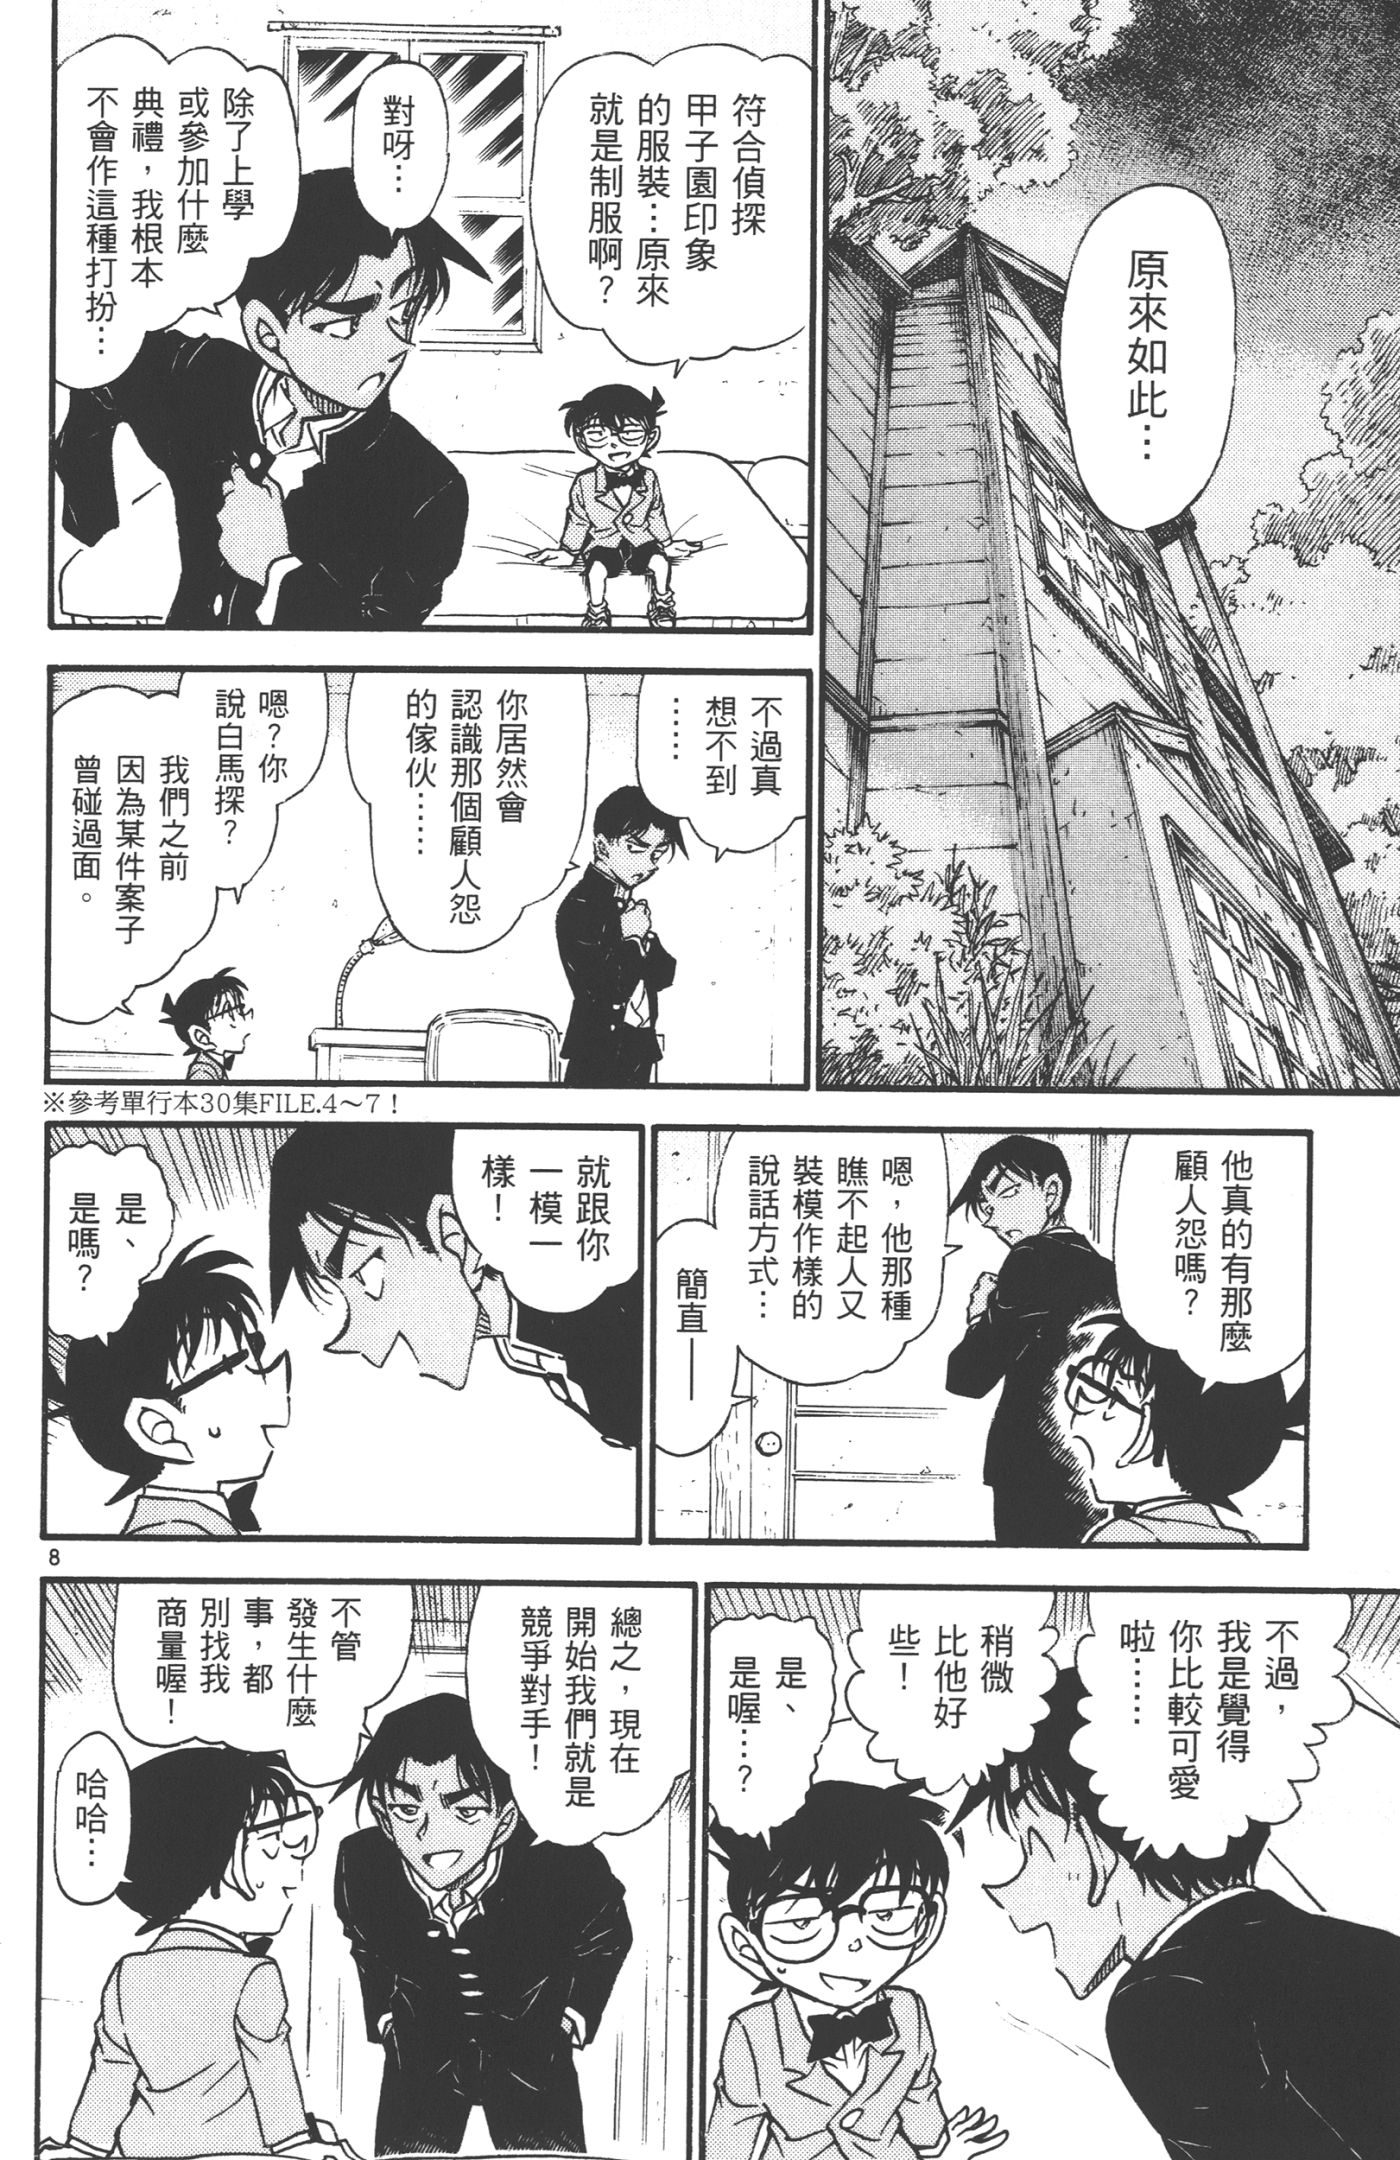 原來如此…
符合偵探
甲子園印象
的服裝…原來
就是制服啊？
對呀…
除了上學
或參加什麼
典禮，我根本
不會作這種打扮…
不過真
想不到
……
你居然會
認識那個顧人怨
的傢伙……
嗯？你
說白馬探？
我們之前
因為某件案子
曾碰過面。
※參考單行本30集FILE.4～7！
他真的有那麼
顧人怨嗎？
嗯，他那種
瞧不起人又
裝模作樣的
說話方式…
簡直——
就跟你
一模一
樣！
是、
是嗎？
8
不過，
我是覺得
你比較可愛
啦……
稍微
比他好
些！
是、
是喔…？
總之，現在
開始我們就是
競爭對手！
不管
發生什麼
事，都
別找我
商量喔！
哈哈…